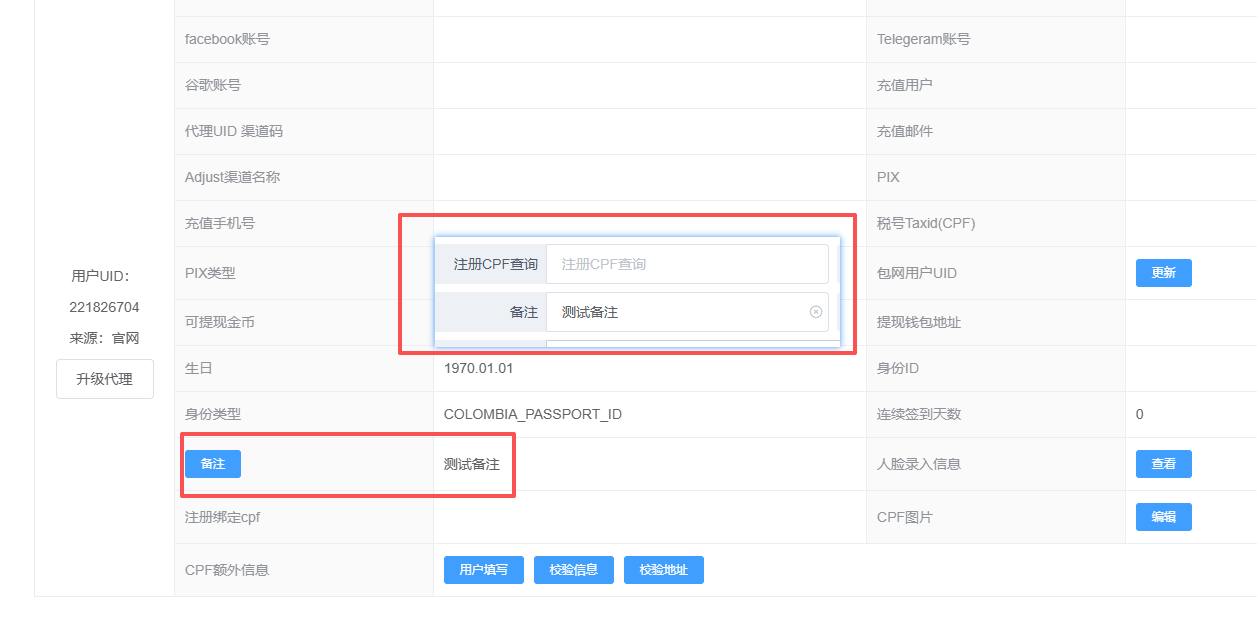 facebook账号
Telegeram账号
谷歌账号
充值用户
代理UID 渠道码
充值邮件
Adjust渠道名称
PIX
充值手机号
税号Taxid(CPF)
注册CPF查询
注册CPF查询
用户UID:
221826704
来源：官网
升级代理
PIX类型
包网用户UID
更新
备注
测试备注
可提现金币
提现钱包地址
生日
1970.01.01
身份ID
身份类型
COLOMBIA_PASSPORT_ID
连续签到天数
0
备注
测试备注
人脸录入信息
查看
注册绑定cpf
CPF图片
编辑
CPF额外信息
用户填写
校验信息
校验地址